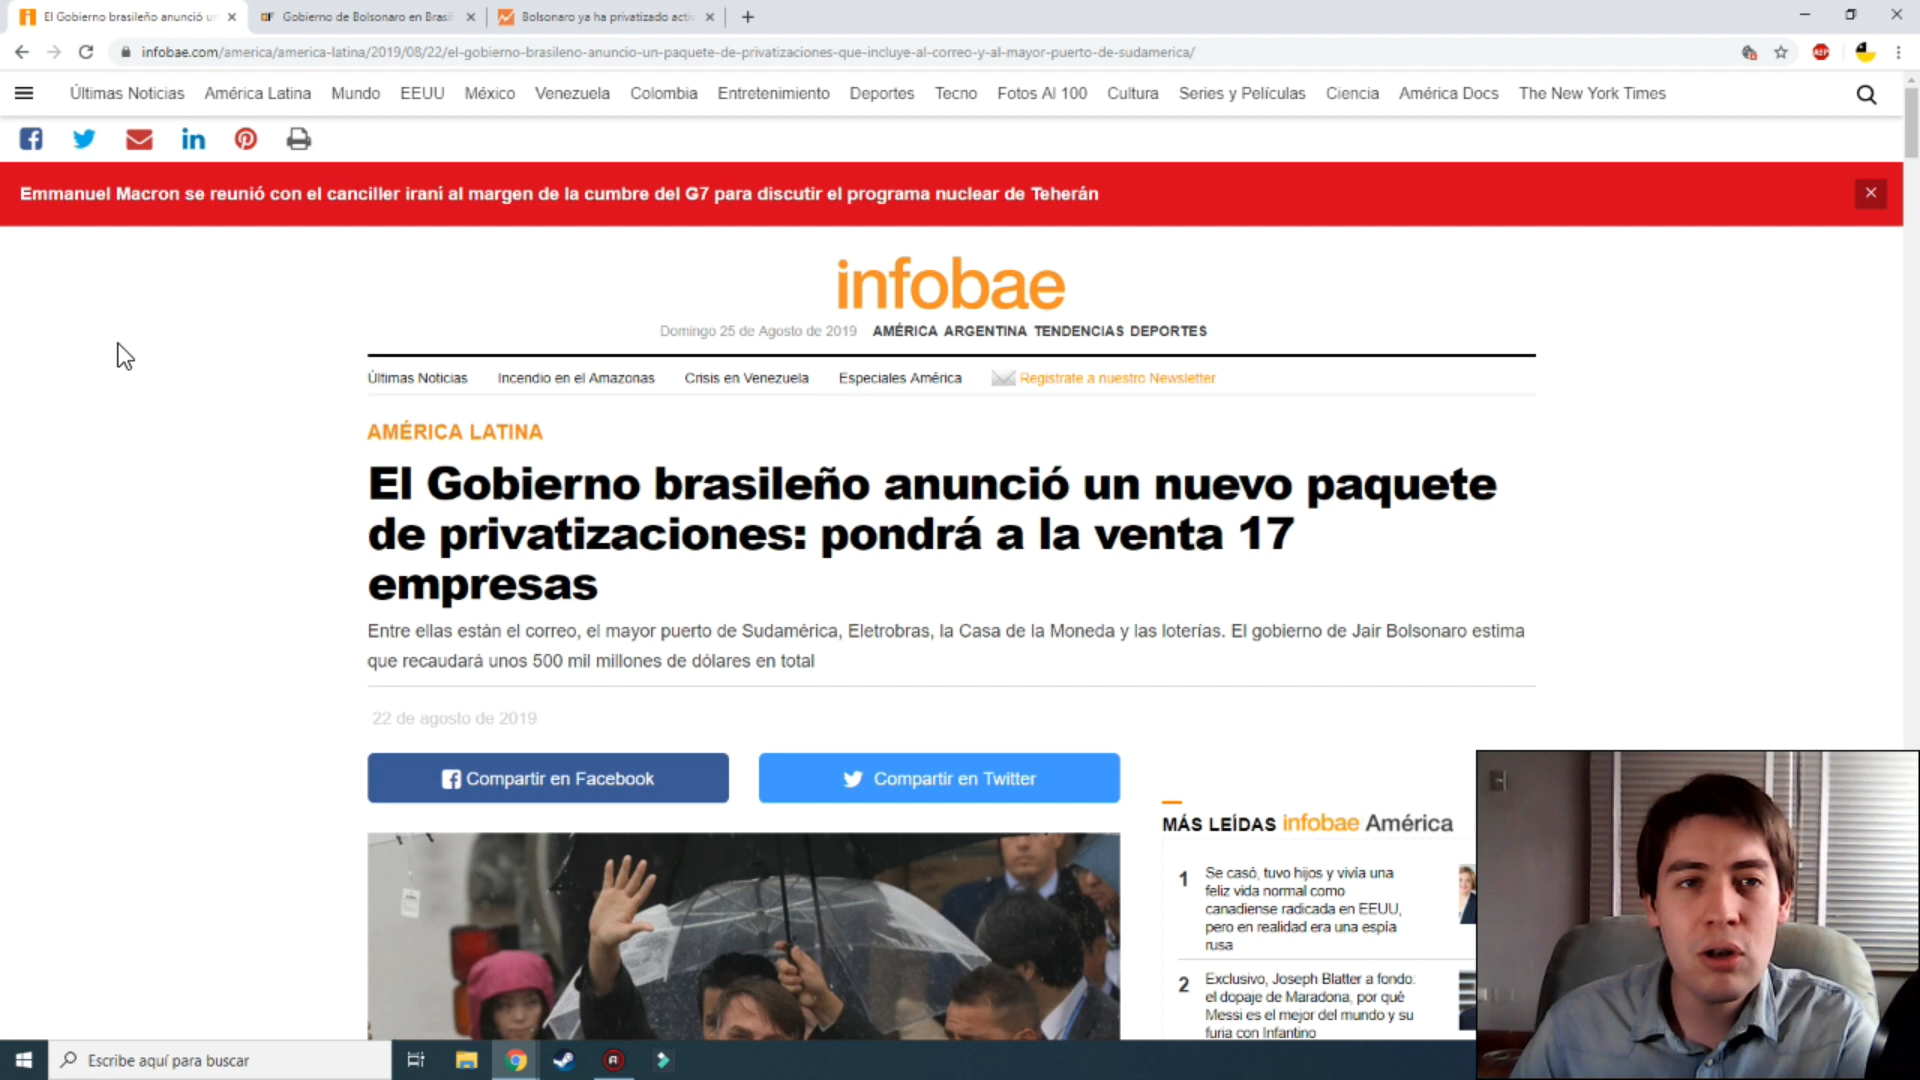 El Gobierno brasileño anunció un
Gobierno de Bolsonaro en Brasil
Bolsonaro ya ha privatizado acti
infobae.com/america/america-latina/2019/08/22/el-gobierno-brasileno-anuncio-un-paquete-de-privatizaciones-que-incluye-al-correo-y-al-mayor-puerto-de-sudamerica/
ABP
Últimas Noticias América Latina Mundo EEUU México Venezuela Colombia Entretenimiento Deportes Tecno Fotos Al 100 Cultura Series y Películas Ciencia América Docs The New York Times
Emmanuel Macron se reunió con el canciller iraní al margen de la cumbre del G7 para discutir el programa nuclear de Teherán
infobae
Domingo 25 de Agosto de 2019 AMÉRICA ARGENTINA TENDENCIAS DEPORTES
Últimas Noticias Incendio en el Amazonas Crisis en Venezuela Especiales América Registrate a nuestro Newsletter
AMÉRICA LATINA
El Gobierno brasileño anunció un nuevo paquete
de privatizaciones: pondrá a la venta 17
empresas
Entre ellas están el correo, el mayor puerto de Sudamérica, Eletrobras, la Casa de la Moneda y las loterías. El gobierno de Jair Bolsonaro estima
que recaudará unos 500 mil millones de dólares en total
22 de agosto de 2019
Compartir en Facebook
Compartir en Twitter
MÁS LEÍDAS infobae América
1 Se casó, tuvo hijos y vivía una
feliz vida normal como
canadiense radicada en EEUU,
pero en realidad era una espía
rusa
2 Exclusivo, Joseph Blatter a fondo:
el dopaje de Maradona, por qué
Messi es el mejor del mundo y su
furia con Infantino
Escribe aquí para buscar